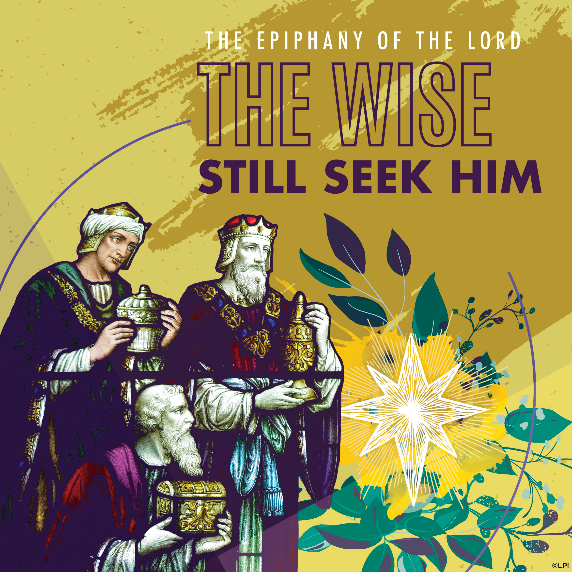 THE EPIPHANY OF THE LORD
THE WISE
STILL SEEK HIM
©LPI